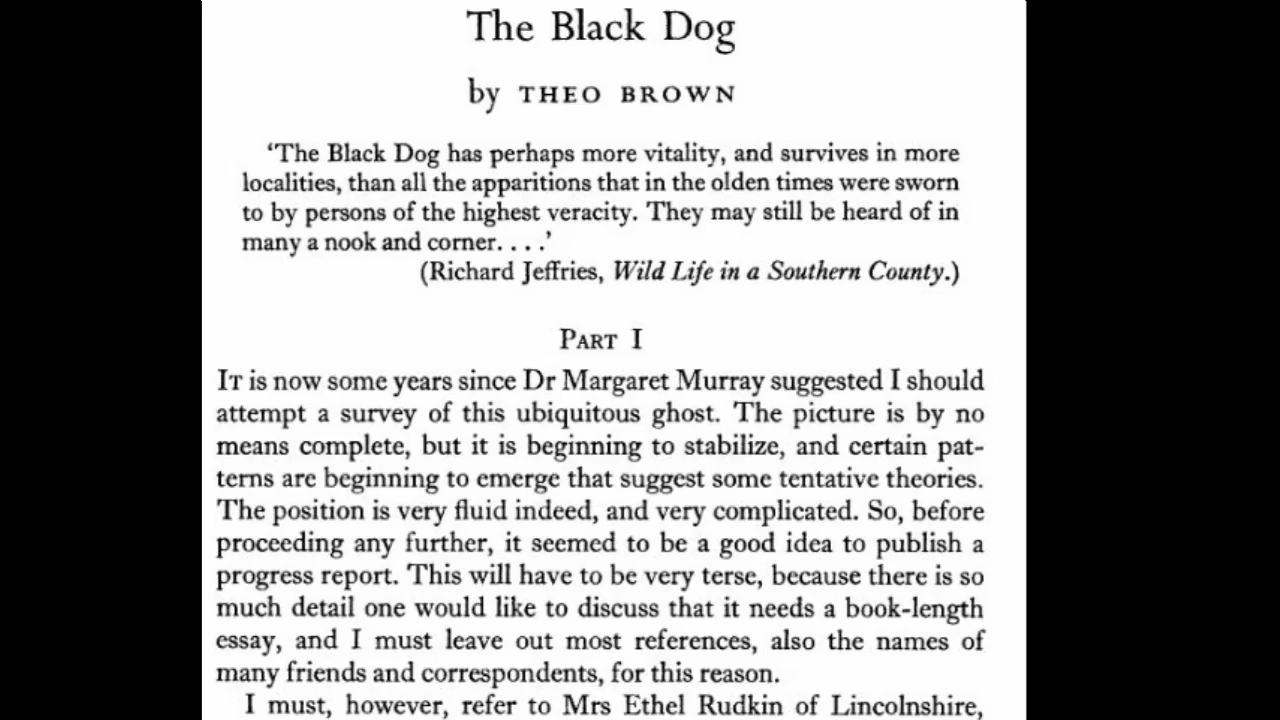 The Black Dog
by THEO BROWN
‘The Black Dog has perhaps more vitality, and survives in more
localities, than all the apparitions that in the olden times were sworn
to by persons of the highest veracity. They may still be heard of in
many a nook and corner. . . .’
(Richard Jeffries, Wild Life in a Southern County.)
PART I
IT is now some years since Dr Margaret Murray suggested I should
attempt a survey of this ubiquitous ghost. The picture is by no
means complete, but it is beginning to stabilize, and certain pat-
terns are beginning to emerge that suggest some tentative theories.
The position is very fluid indeed, and very complicated. So, before
proceeding any further, it seemed to be a good idea to publish a
progress report. This will have to be very terse, because there is so
much detail one would like to discuss that it needs a book-length
essay, and I must leave out most references, also the names of
many friends and correspondents, for this reason.
I must, however, refer to Mrs Ethel Rudkin of Lincolnshire,